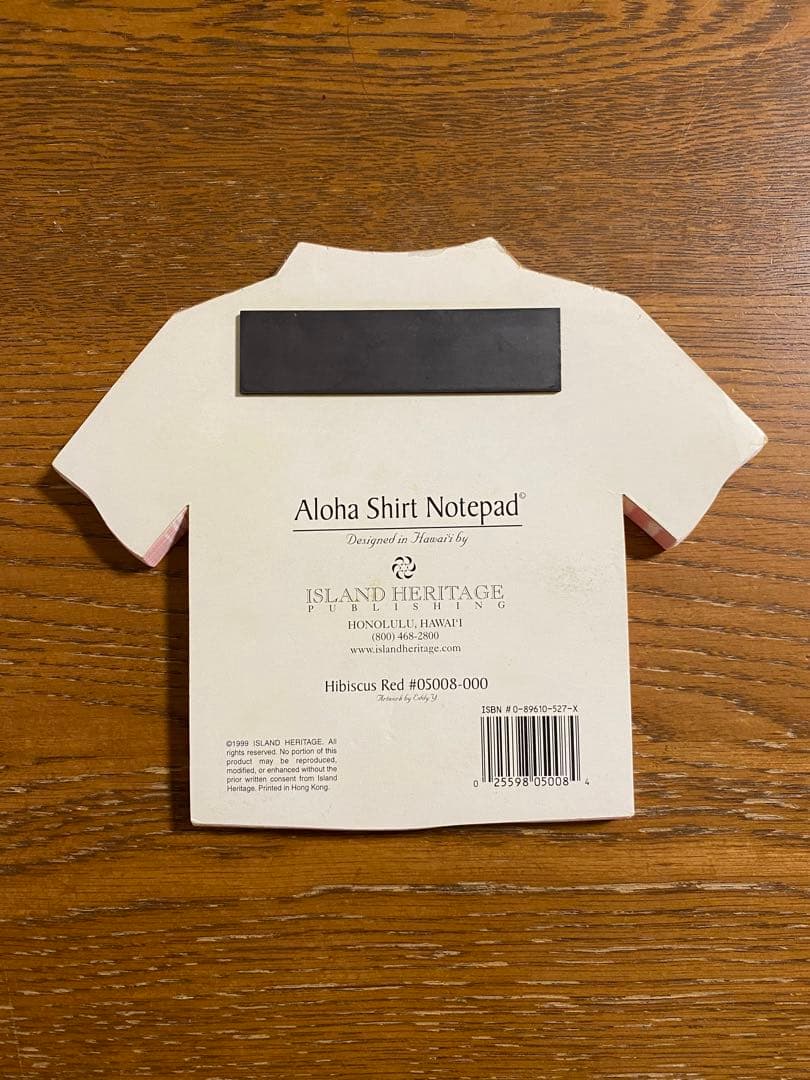 Aloha Shirt Notepad©
Designed in Hawai'i by
ISLAND HERITAGE
PUBLISHING
HONOLULU, HAWAI'I
(800) 468-2800
www.islandheritage.com
Hibiscus Red #05008-000
Artwork by Eddy Y
©1999 ISLAND HERITAGE. All
rights reserved. No portion of this
product may be reproduced,
modified, or enhanced without the
prior written consent from Island
Heritage. Printed in Hong Kong.
ISBN #0-89610-527-X
0 25598 05008 4